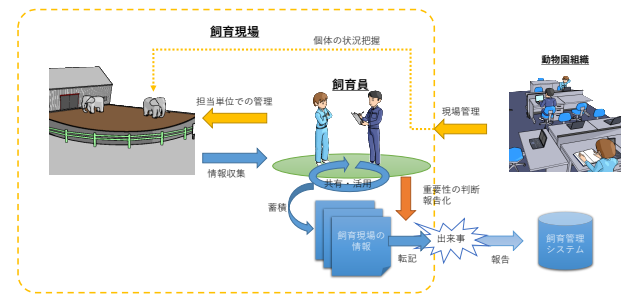 飼育現場
個体の状況把握
動物園組織
飼育員
担当単位での管理
現場管理
情報収集
共有・活用
重要性の判断
報告化
蓄積
飼育現場の
情報
転記
出来事
報告
飼育管理
システム